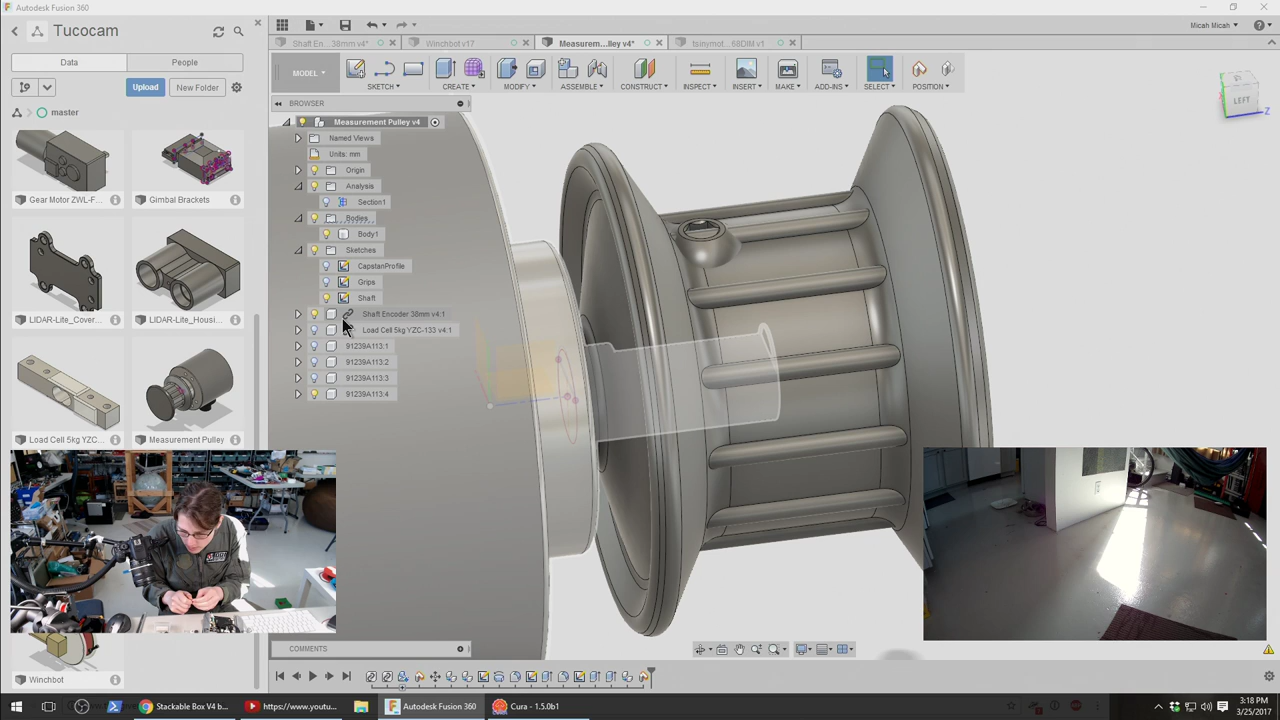 Autodesk Fusion 360
Tucocam
Micah Micah
Shaft En...38mm v4*
Winchbot v17
Measurem...lley v4*
tsinymot...68DIM v1
Data
People
MODEL
SKETCH
CREATE
MODIFY
ASSEMBLE
CONSTRUCT
INSPECT
INSERT
MAKE
ADD-INS
SELECT
POSITION
Upload
New Folder
BROWSER
LEFT
Z
master
Measurement Pulley v4
Named Views
Units: mm
Origin
Analysis
Section1
Bodies
Body1
Sketches
CapstanProfile
Grips
Shaft
Shaft Encoder 38mm v4:1
Load Cell 5kg YZC-133 v4:1
91239A113:1
91239A113:2
91239A113:3
91239A113:4
Gear Motor ZWL-F...
Gimbal Brackets
LIDAR-Lite_Cover...
LIDAR-Lite_Housi...
Load Cell 5kg YZC...
Measurement Pulley
Winchbot
COMMENTS
Stackable Box V4 b...
https://www.youtu...
Autodesk Fusion 360
Cura - 1.5.0b1
3:18 PM
3/25/2017